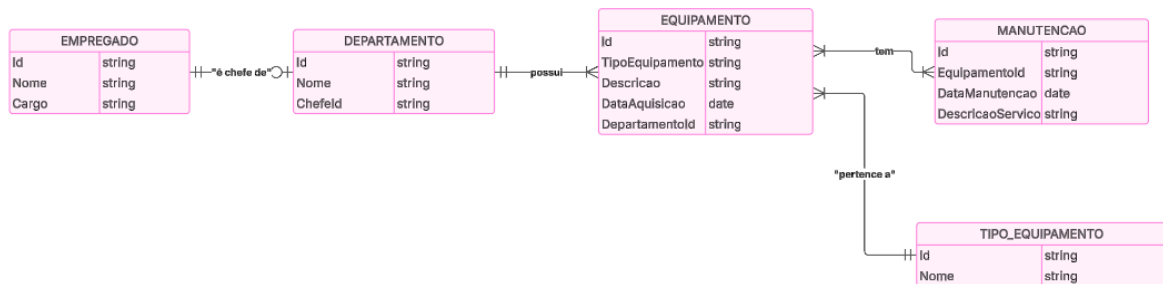 EMPREGADO
Id string
Nome string
Cargo string
"é chefe de"
DEPARTAMENTO
Id string
Nome string
ChefeId string
possui
EQUIPAMENTO
Id string
TipoEquipamento string
Descricao string
DataAquisicao date
DepartamentoId string
tem
MANUTENCAO
Id string
EquipamentoId string
DataManutencao date
DescricaoServico string
"pertence a"
TIPO_EQUIPAMENTO
Id string
Nome string